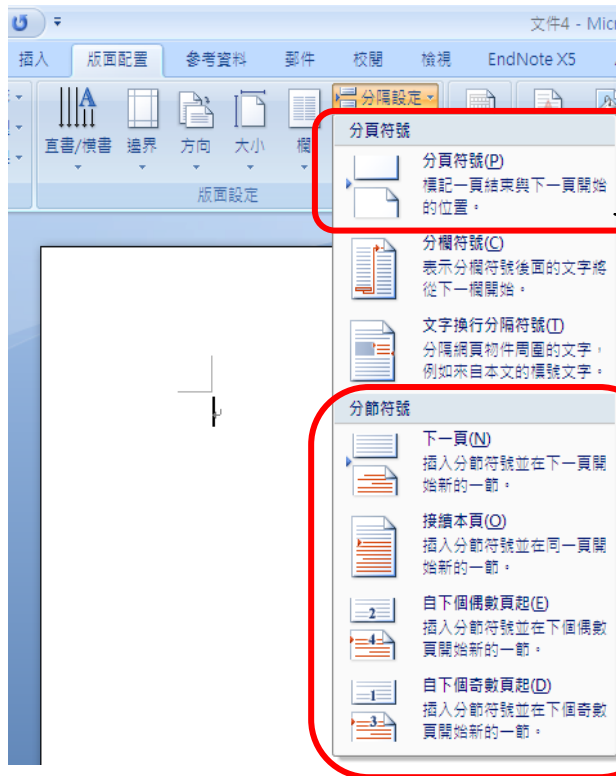 文件4 - Micr
插入 版面配置 參考資料 郵件 校閱 檢視 EndNote X5
直書/橫書 邊界 方向 大小 欄 分隔設定
版面設定
分頁符號
分頁符號(P)
標記一頁結束與下一頁開始
的位置。
分欄符號(C)
表示分欄符號後面的文字將
從下一欄開始。
文字換行分隔符號(T)
分隔網頁物件周圍的文字，
例如來自本文的標號文字。
分節符號
下一頁(N)
插入分節符號並在下一頁開
始新的一節。
接續本頁(O)
插入分節符號並在同一頁開
始新的一節。
自下個偶數頁起(E)
2
插入分節符號並在下個偶數
4
頁開始新的一節。
自下個奇數頁起(D)
1
插入分節符號並在下個奇數
3
頁開始新的一節。